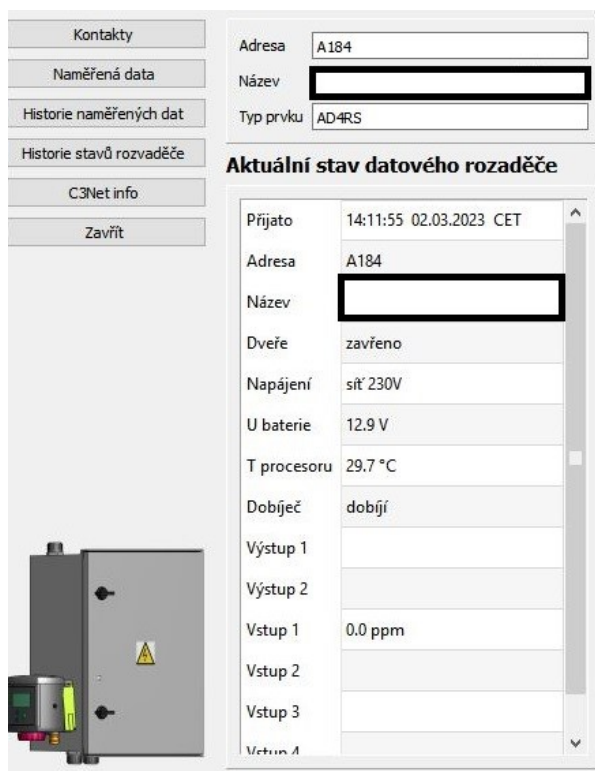 Kontakty
Naměřená data
Historie naměřených dat
Historie stavů rozvaděče
C3Net info
Zavřít
Adresa A184
Název
Typ prvku AD4RS
Aktuální stav datového rozaděče
Přijato 14:11:55 02.03.2023 CET
Adresa A184
Název
Dveře zavřeno
Napájení síť 230V
U baterie 12.9 V
T procesoru 29.7 °C
Dobíječ dobíjí
Výstup 1
Výstup 2
Vstup 1 0.0 ppm
Vstup 2
Vstup 3
Vstup 4